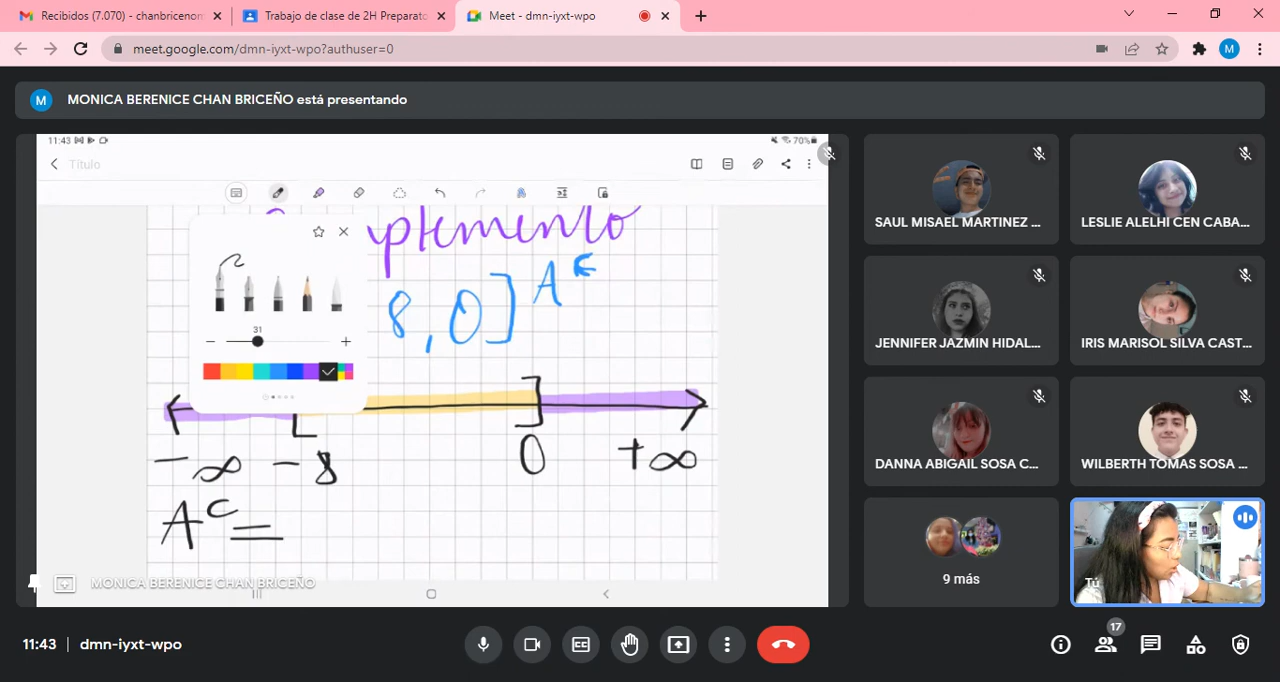 Recibidos (7.070) - chanbricenom
Trabajo de clase de 2H Preparato
Meet - dmn-iyxt-wpo
meet.google.com/dmn-iyxt-wpo?authuser=0
M
M
MONICA BERENICE CHAN BRICEÑO está presentando
11:43
70%
Título
31
8,0] A^c
-∞ -8 0 +∞
A^c =
MONICA BERENICE CHAN BRICEÑO
SAUL MISAEL MARTINEZ ...
LESLIE ALELHI CEN CABA...
JENNIFER JAZMIN HIDAL...
IRIS MARISOL SILVA CAST...
DANNA ABIGAIL SOSA C...
WILBERTH TOMAS SOSA ...
9 más
Tú
11:43 | dmn-iyxt-wpo
17